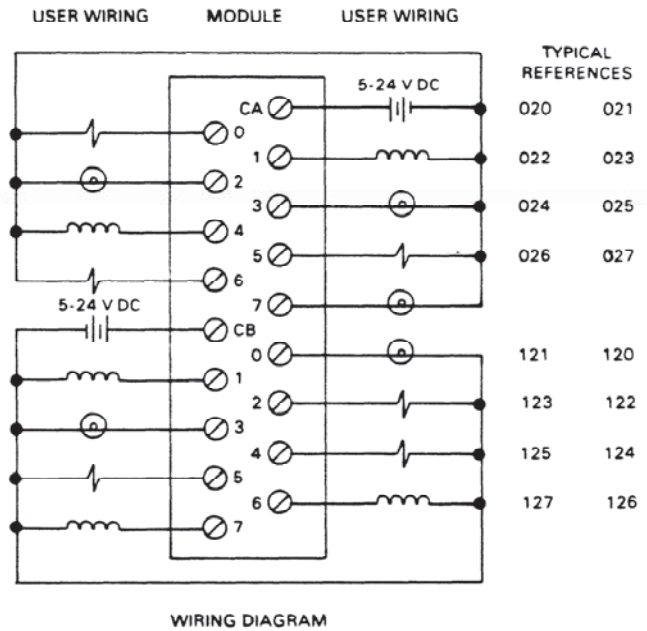 USER WIRING MODULE USER WIRING
TYPICAL
REFERENCES
5-24 V DC
CA 020 021
0
1 022 023
2
3 024 025
4
5 026 027
6
5-24 V DC 7
CB
0 121 120
1
2 123 122
3
4 125 124
5
6 127 126
7
WIRING DIAGRAM